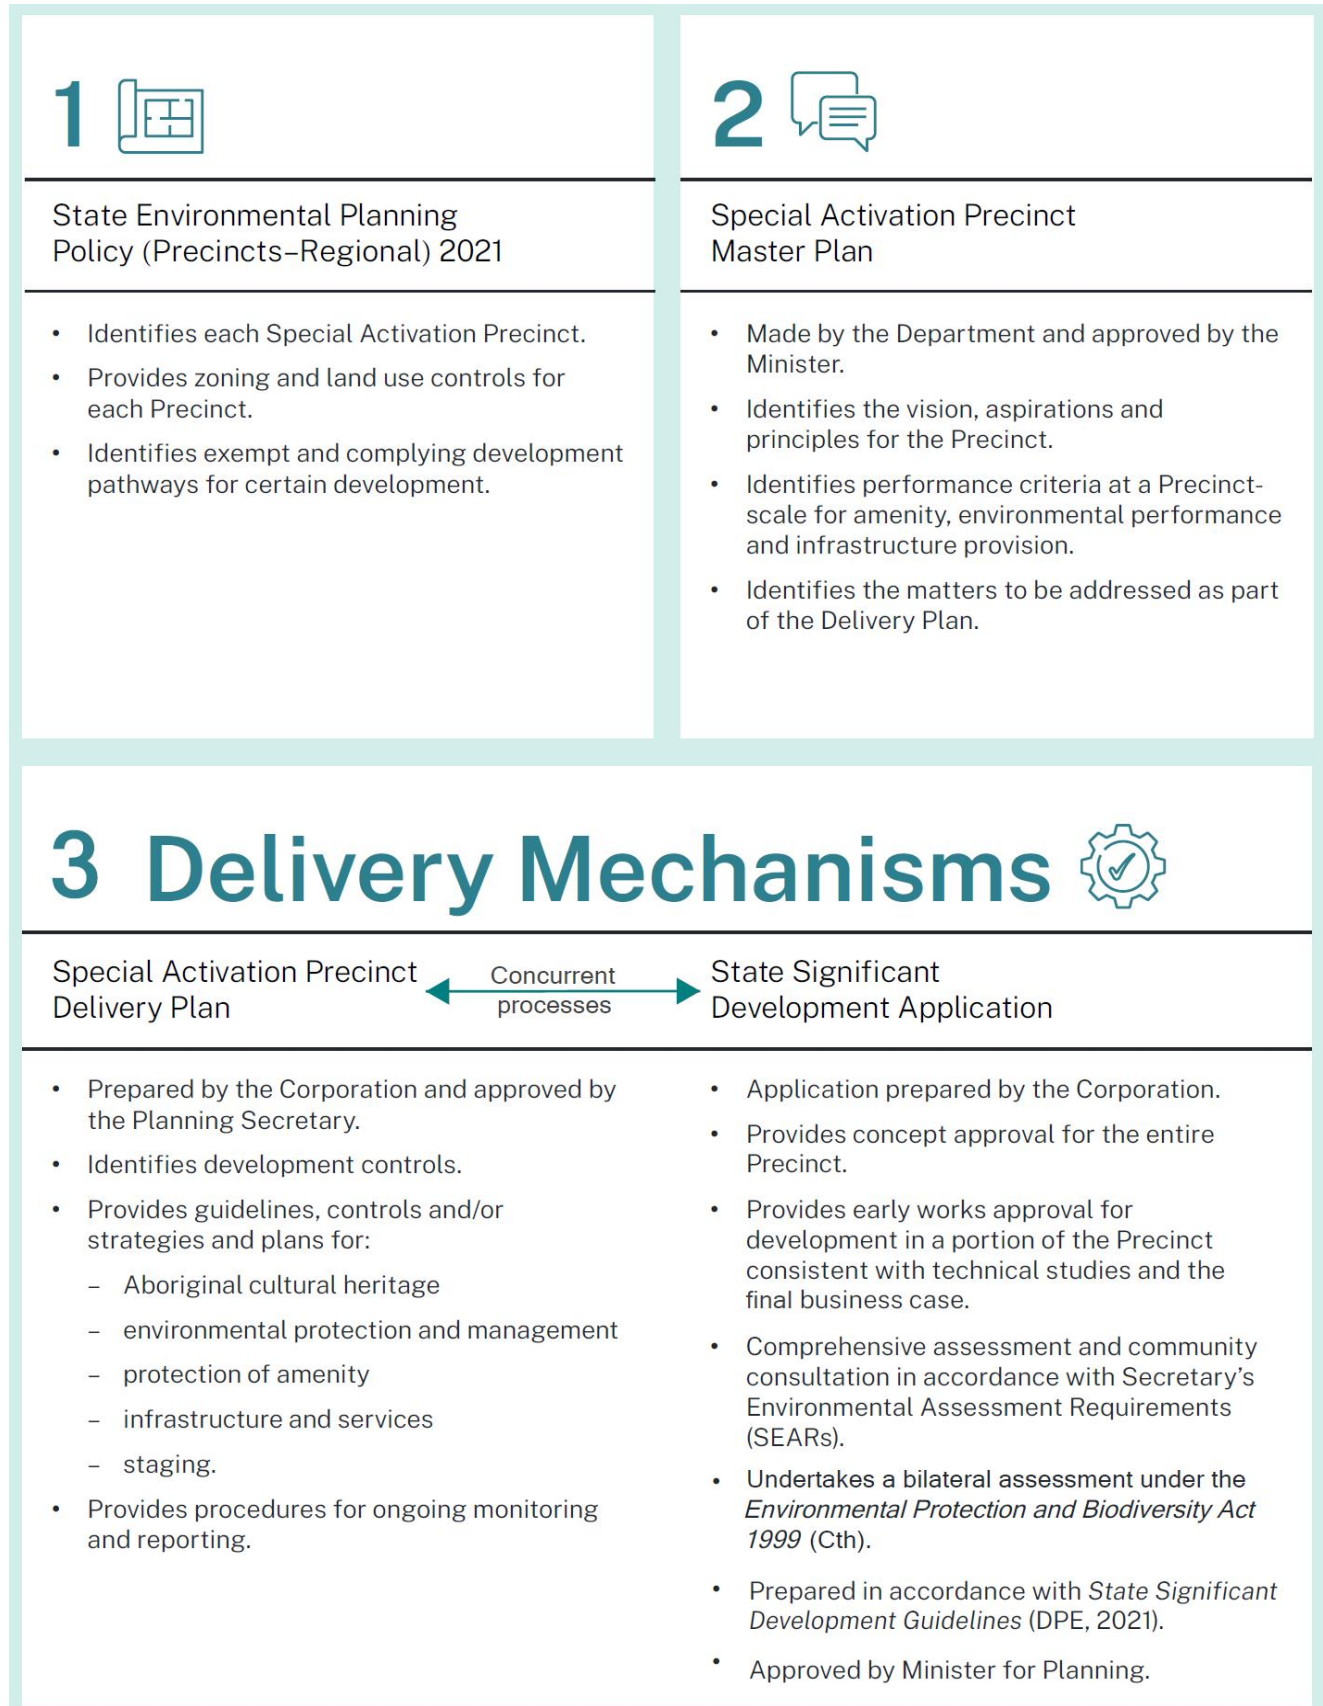 1
State Environmental Planning
Policy (Precincts–Regional) 2021
• Identifies each Special Activation Precinct.
• Provides zoning and land use controls for
each Precinct.
• Identifies exempt and complying development
pathways for certain development.
2
Special Activation Precinct
Master Plan
• Made by the Department and approved by the
Minister.
• Identifies the vision, aspirations and
principles for the Precinct.
• Identifies performance criteria at a Precinct-
scale for amenity, environmental performance
and infrastructure provision.
• Identifies the matters to be addressed as part
of the Delivery Plan.
3 Delivery Mechanisms
Special Activation Precinct
Delivery Plan
Concurrent
processes
State Significant
Development Application
• Prepared by the Corporation and approved by
the Planning Secretary.
• Identifies development controls.
• Provides guidelines, controls and/or
strategies and plans for:
– Aboriginal cultural heritage
– environmental protection and management
– protection of amenity
– infrastructure and services
– staging.
• Provides procedures for ongoing monitoring
and reporting.
• Application prepared by the Corporation.
• Provides concept approval for the entire
Precinct.
• Provides early works approval for
development in a portion of the Precinct
consistent with technical studies and the
final business case.
• Comprehensive assessment and community
consultation in accordance with Secretary’s
Environmental Assessment Requirements
(SEARs).
• Undertakes a bilateral assessment under the
Environmental Protection and Biodiversity Act
1999 (Cth).
• Prepared in accordance with State Significant
Development Guidelines (DPE, 2021).
• Approved by Minister for Planning.